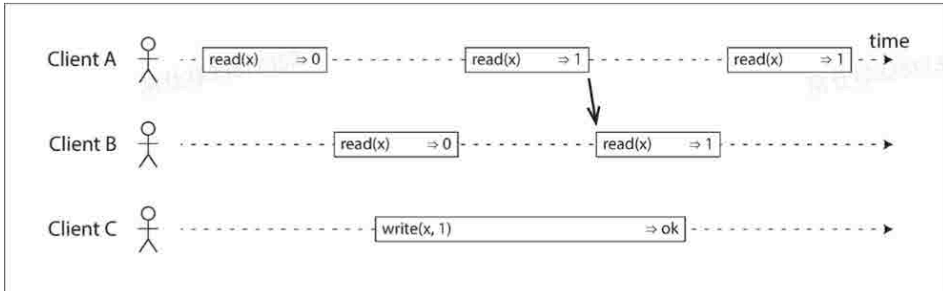 time
Client A read(x) ⇒ 0 read(x) ⇒ 1 read(x) ⇒ 1
Client B read(x) ⇒ 0 read(x) ⇒ 1
Client C write(x, 1) ⇒ ok